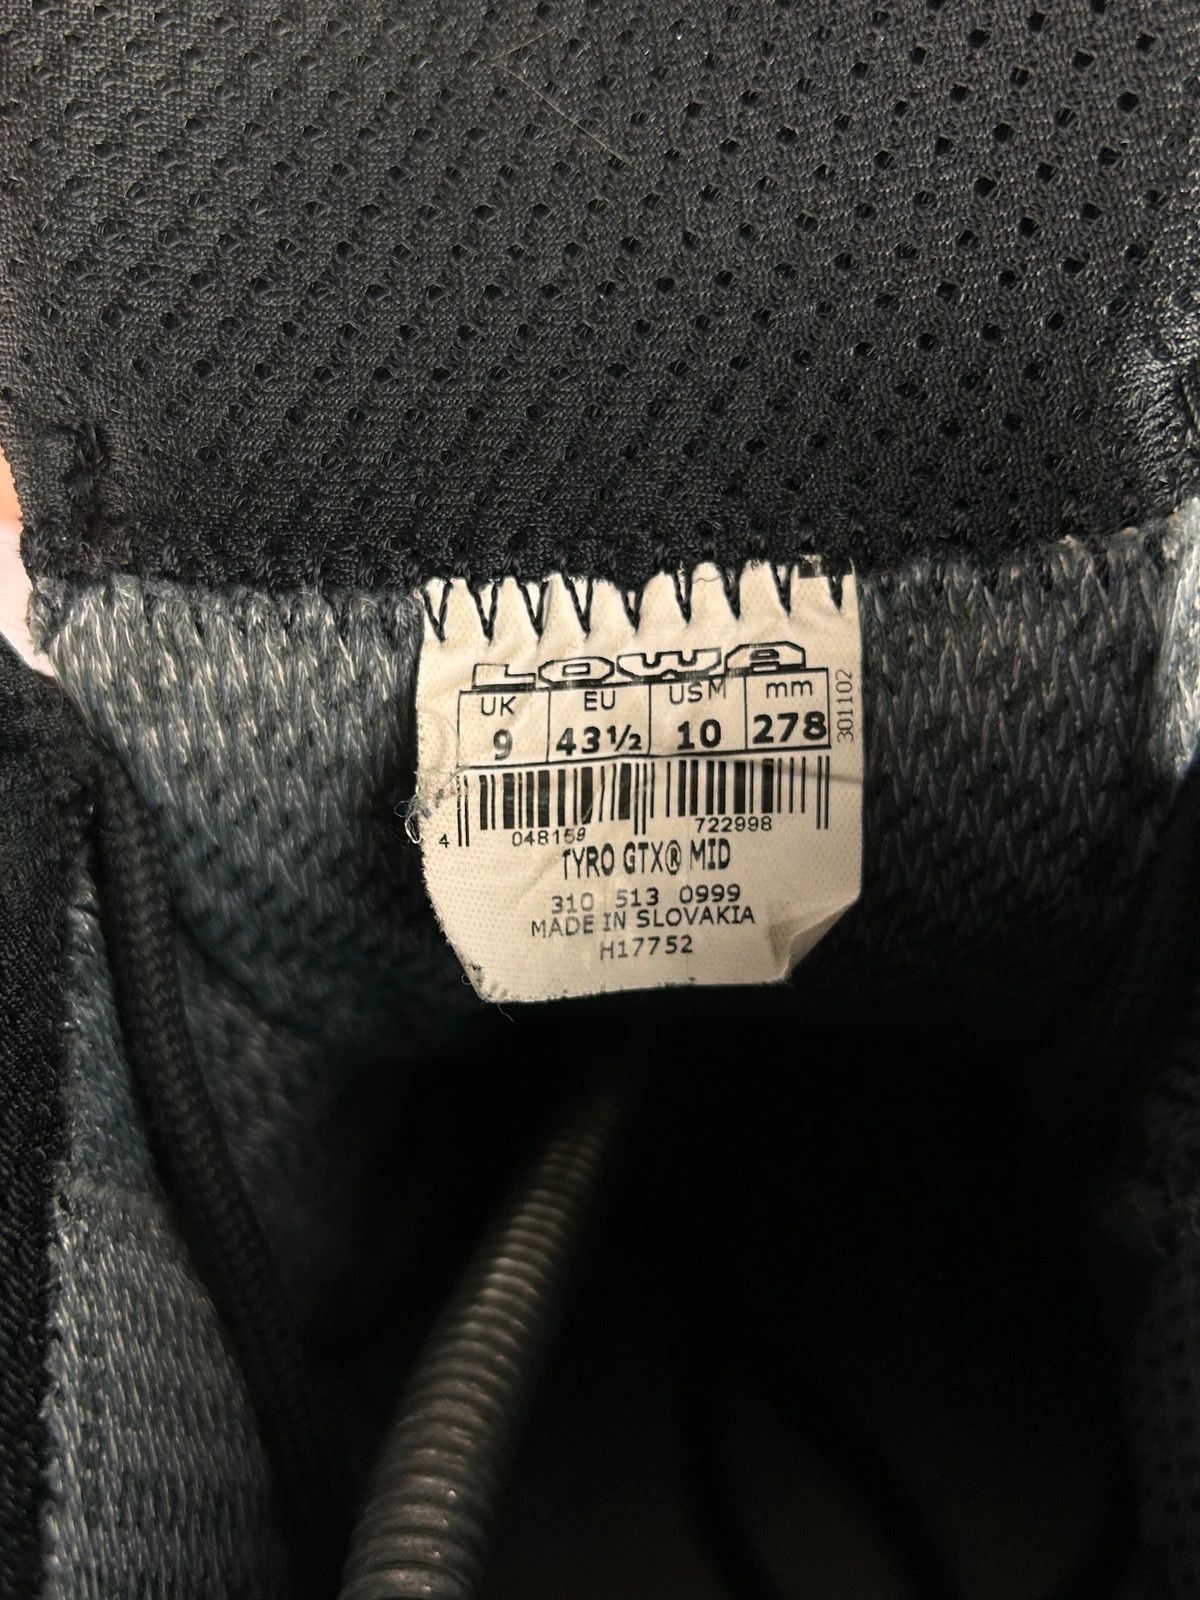 LOWA
UK EU US M mm
9 43½ 10 278
301102
4 048159 722998
TYRO GTX® MID
310 513 0999
MADE IN SLOVAKIA
H17752